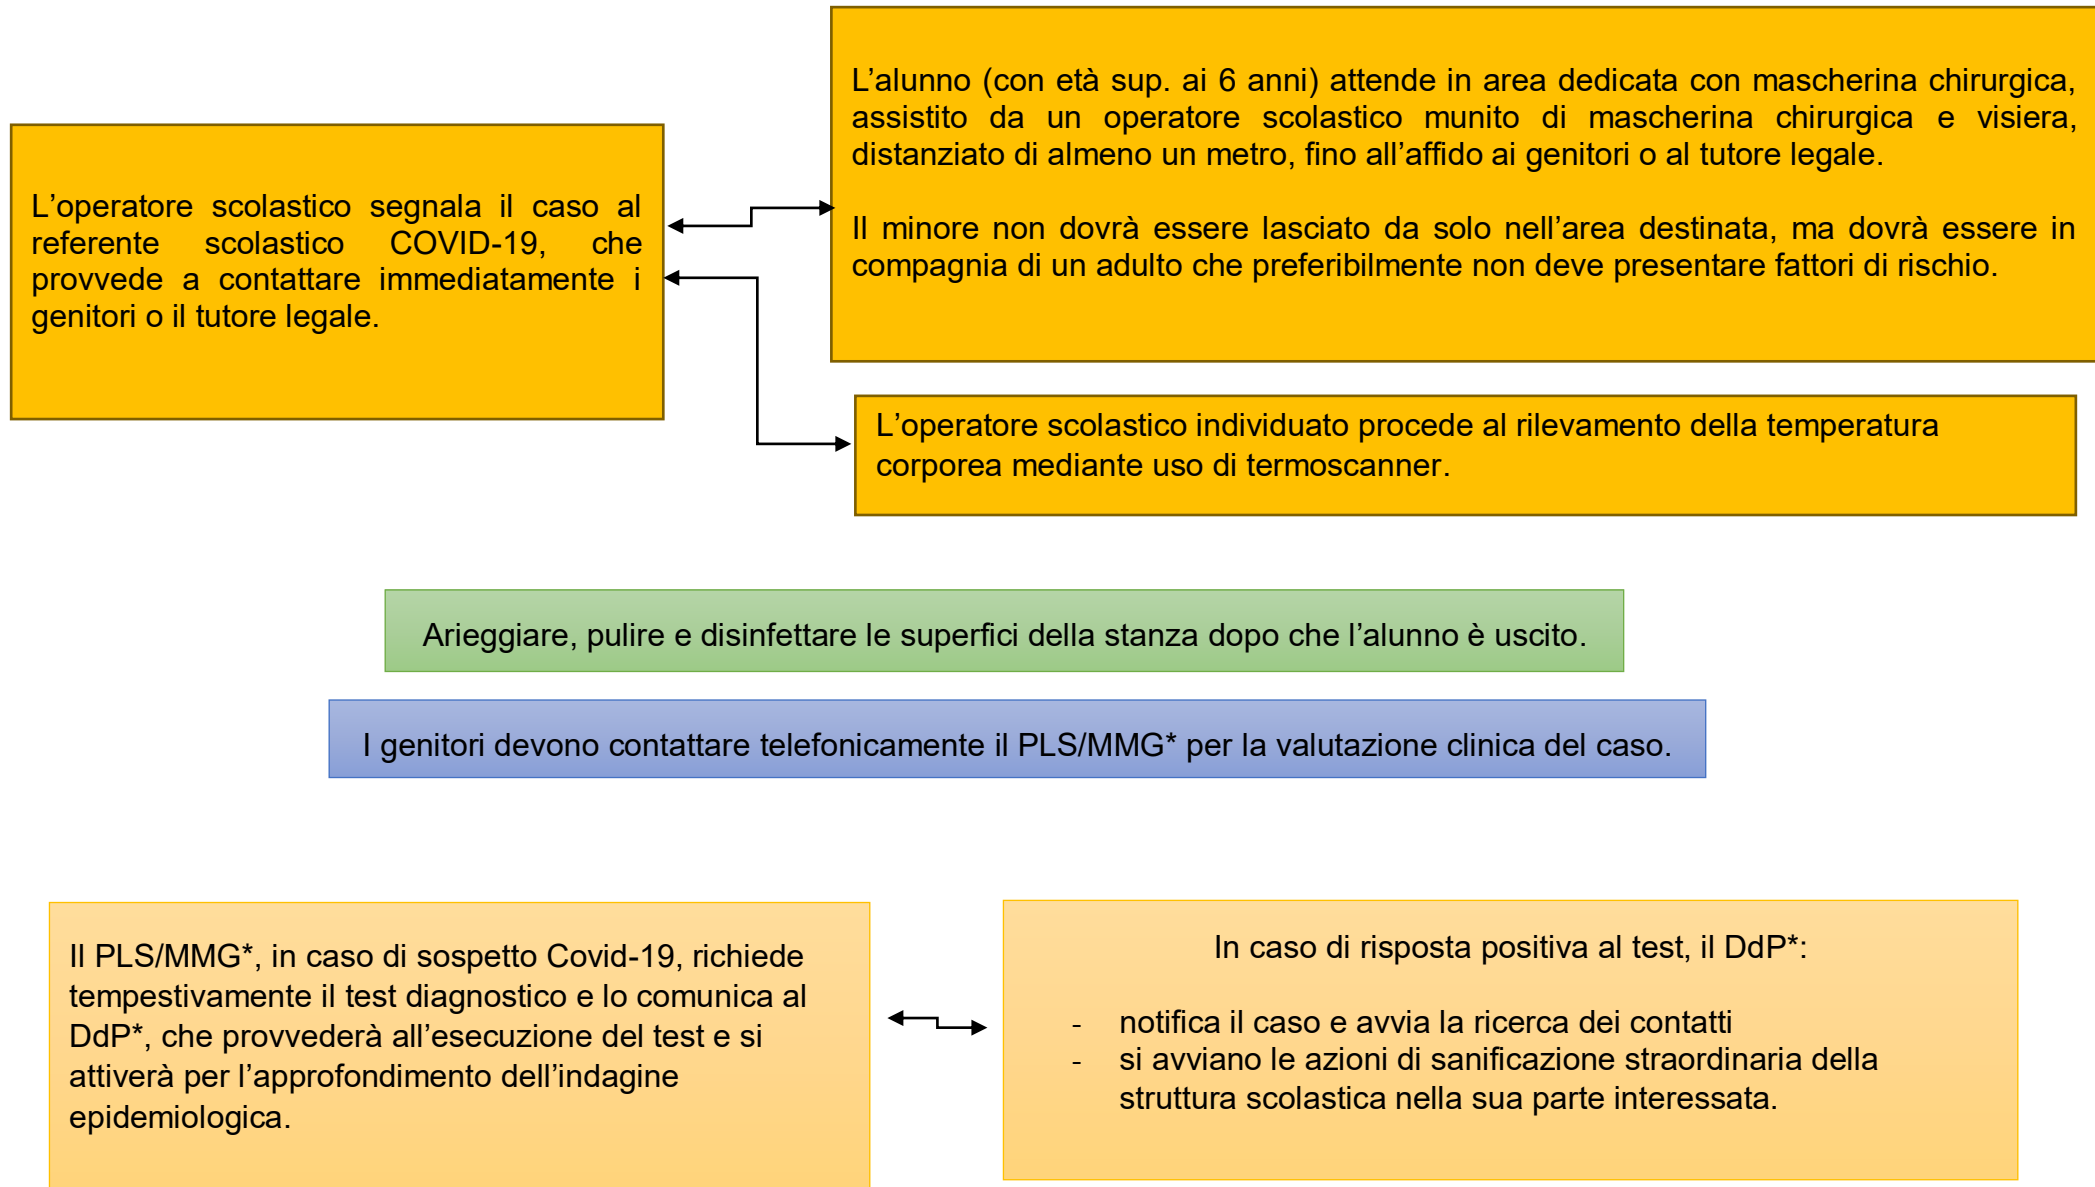 L'operatore scolastico segnala il caso al
referente scolastico COVID-19, che
provvede a contattare immediatamente i
genitori o il tutore legale.
L'alunno (con età sup. ai 6 anni) attende in area dedicata con mascherina chirurgica,
assistito da un operatore scolastico munito di mascherina chirurgica e visiera,
distanziato di almeno un metro, fino all'affido ai genitori o al tutore legale.
Il minore non dovrà essere lasciato da solo nell'area destinata, ma dovrà essere in
compagnia di un adulto che preferibilmente non deve presentare fattori di rischio.
L'operatore scolastico individuato procede al rilevamento della temperatura
corporea mediante uso di termoscanner.
Arieggiare, pulire e disinfettare le superfici della stanza dopo che l'alunno è uscito.
I genitori devono contattare telefonicamente il PLS/MMG* per la valutazione clinica del caso.
Il PLS/MMG*, in caso di sospetto Covid-19, richiede
tempestivamente il test diagnostico e lo comunica al
DdP*, che provvederà all'esecuzione del test e si
attiverà per l'approfondimento dell'indagine
epidemiologica.
In caso di risposta positiva al test, il DdP*:
- notifica il caso e avvia la ricerca dei contatti
- si avviano le azioni di sanificazione straordinaria della
struttura scolastica nella sua parte interessata.